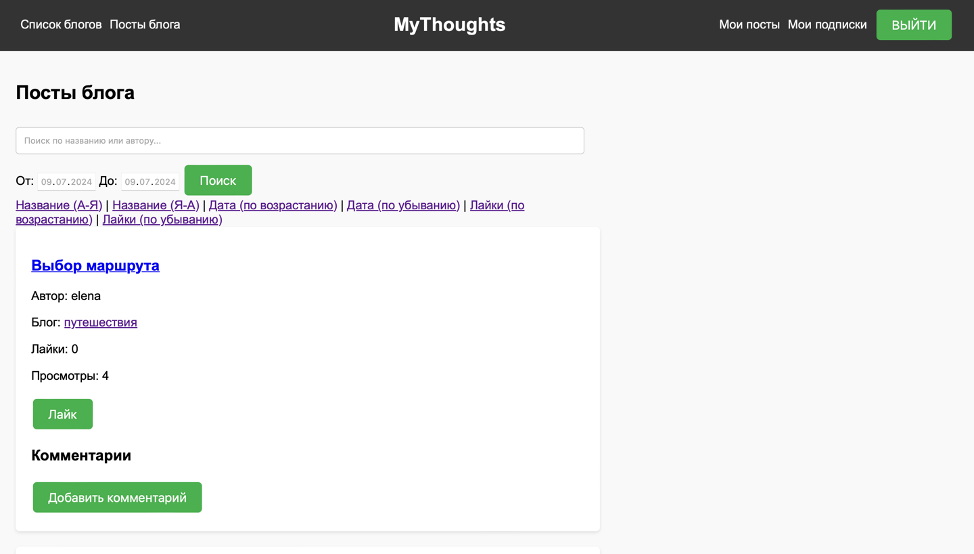 Список блогов Посты блога MyThoughts Мои посты Мои подписки ВЫЙТИ
Посты блога
Поиск по названию или автору...
От: 09.07.2024 До: 09.07.2024 Поиск
Название (А-Я) | Название (Я-А) | Дата (по возрастанию) | Дата (по убыванию) | Лайки (по
возрастанию) | Лайки (по убыванию)
Выбор маршрута
Автор: elena
Блог: путешествия
Лайки: 0
Просмотры: 4
Лайк
Комментарии
Добавить комментарий